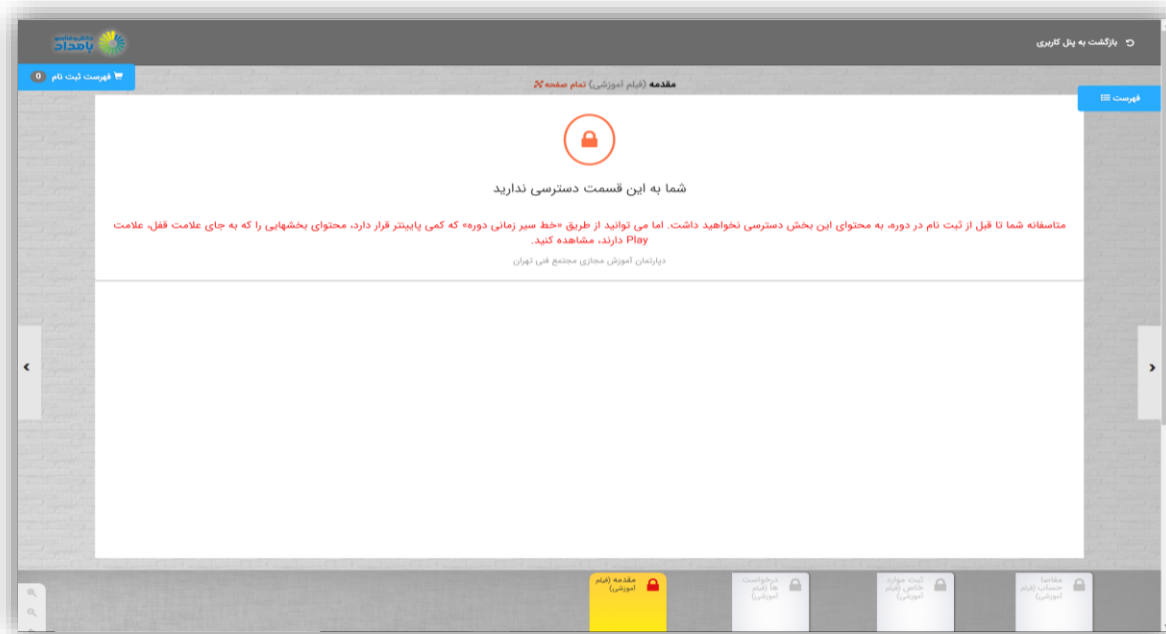 بازگشت به پنل کاربری
بامداد
فهرست ثبت نام 0
مقدمه (فیلم آموزشی) تمام صفحه
فهرست
شما به این قسمت دسترسی ندارید
متاسفانه شما تا قبل از ثبت نام در دوره، به محتوای این بخش دسترسی نخواهید داشت. اما می توانید از طریق «خط سیر زمانی دوره» که کمی پایینتر قرار دارد، محتوای بخشهایی را که به جای علامت قفل، علامت
Play دارند، مشاهده کنید.
دپارتمان آموزش مجازی مجتمع فنی تهران
مفاصا
حساب (فیلم
آموزشی)
ثبت موارد
خاص (فیلم
آموزشی)
درخواست
ها (فیلم
آموزشی)
مقدمه (فیلم
آموزشی)